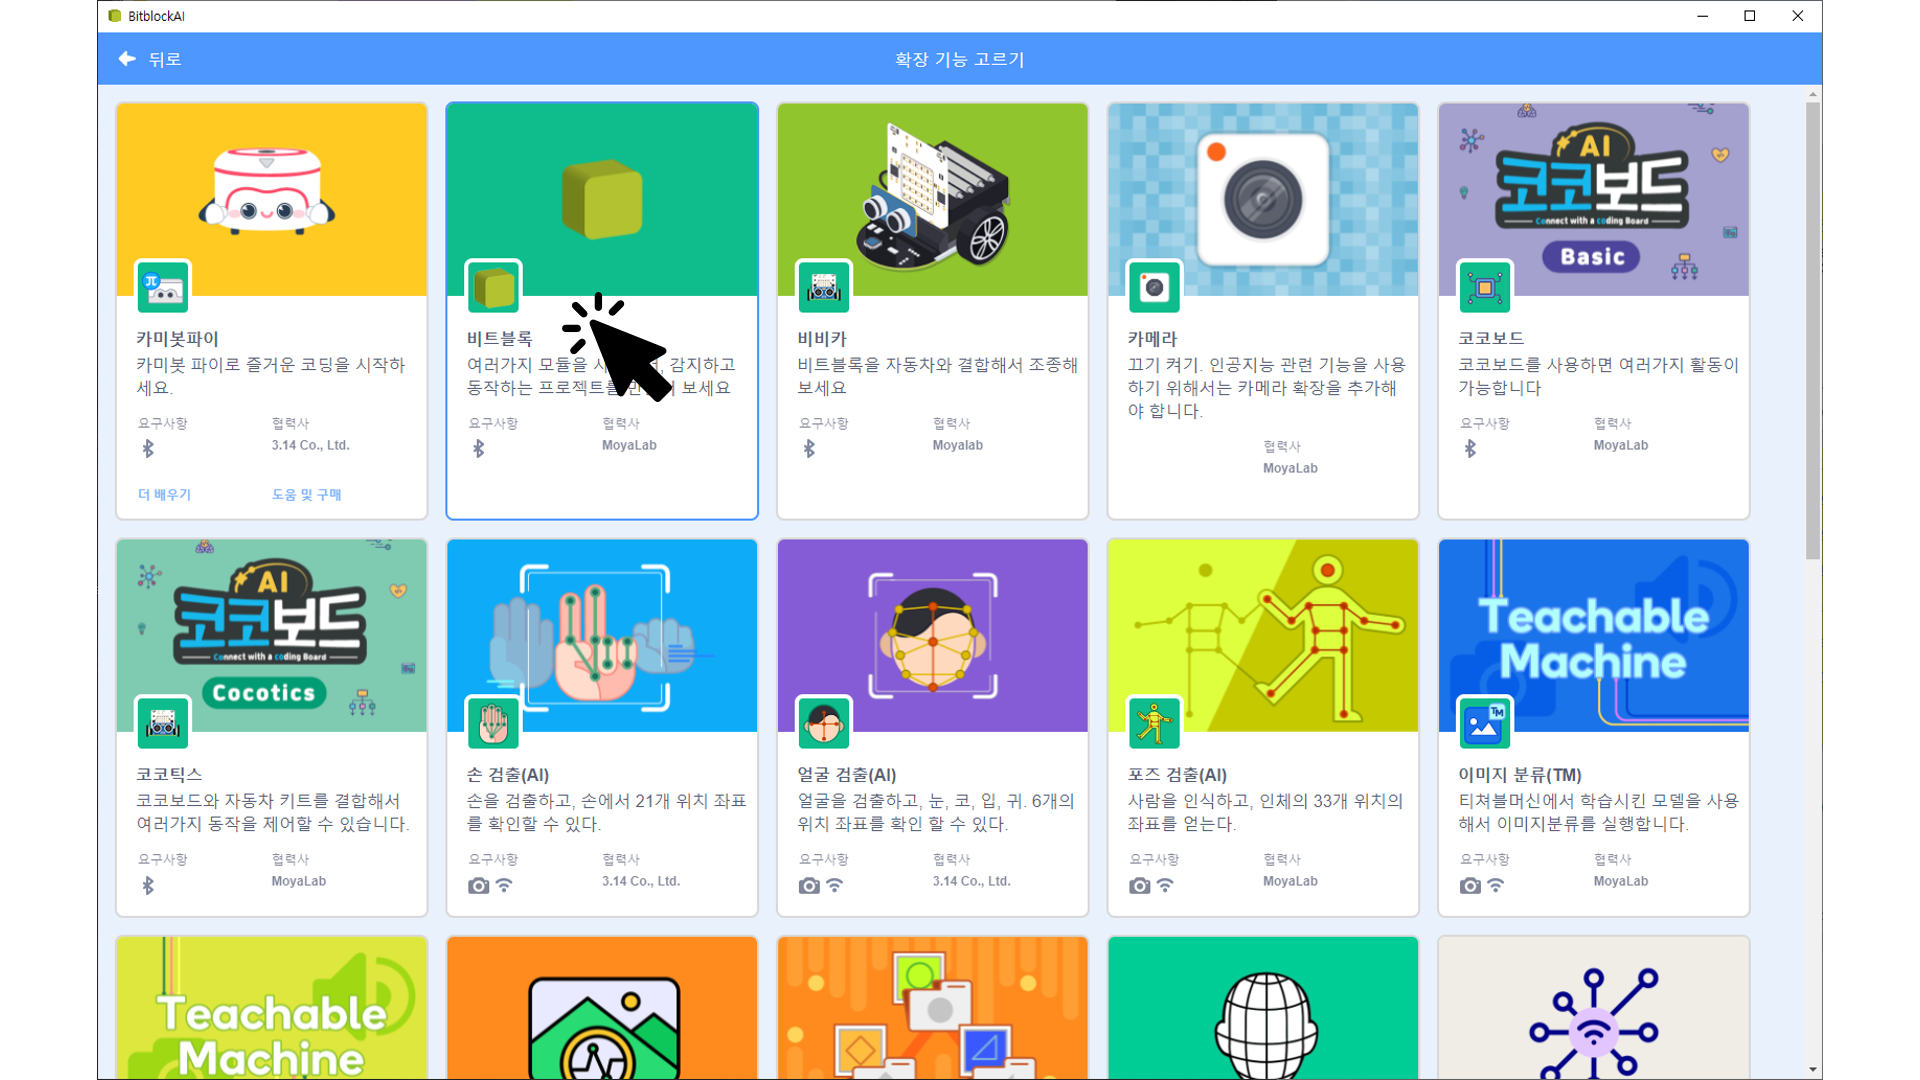 BitblockAI
뒤로
확장 기능 고르기
카미봇파이
카미봇 파이로 즐거운 코딩을 시작하
세요.
요구사항
협력사
3.14 Co., Ltd.
더 배우기
도움 및 구매
비트블록
여러가지 모듈을 감지하고
동작하는 프로젝트를 보세요
요구사항
협력사
MoyaLab
비비카
비트블록을 자동차와 결합해서 조종해
보세요
요구사항
협력사
Moyalab
카메라
끄기 켜기. 인공지능 관련 기능을 사용
하기 위해서는 카메라 확장을 추가해
야 합니다.
협력사
MoyaLab
AI
코코보드
Connect with a coding Board
Basic
코코보드
코코보드를 사용하면 여러가지 활동이
가능합니다
요구사항
협력사
MoyaLab
AI
코코보드
Connect with a coding Board
Cocotics
코코틱스
코코보드와 자동차 키트를 결합해서
여러가지 동작을 제어할 수 있습니다.
요구사항
협력사
MoyaLab
손 검출(AI)
손을 검출하고, 손에서 21개 위치 좌표
를 확인할 수 있다.
요구사항
협력사
3.14 Co., Ltd.
얼굴 검출(AI)
얼굴을 검출하고, 눈, 코, 입, 귀. 6개의
위치 좌표를 확인 할 수 있다.
요구사항
협력사
3.14 Co., Ltd.
포즈 검출(AI)
사람을 인식하고, 인체의 33개 위치의
좌표를 얻는다.
요구사항
협력사
MoyaLab
Teachable
Machine
TM
이미지 분류(TM)
티쳐블머신에서 학습시킨 모델을 사용
해서 이미지분류를 실행합니다.
요구사항
협력사
MoyaLab
Teachable
Machine